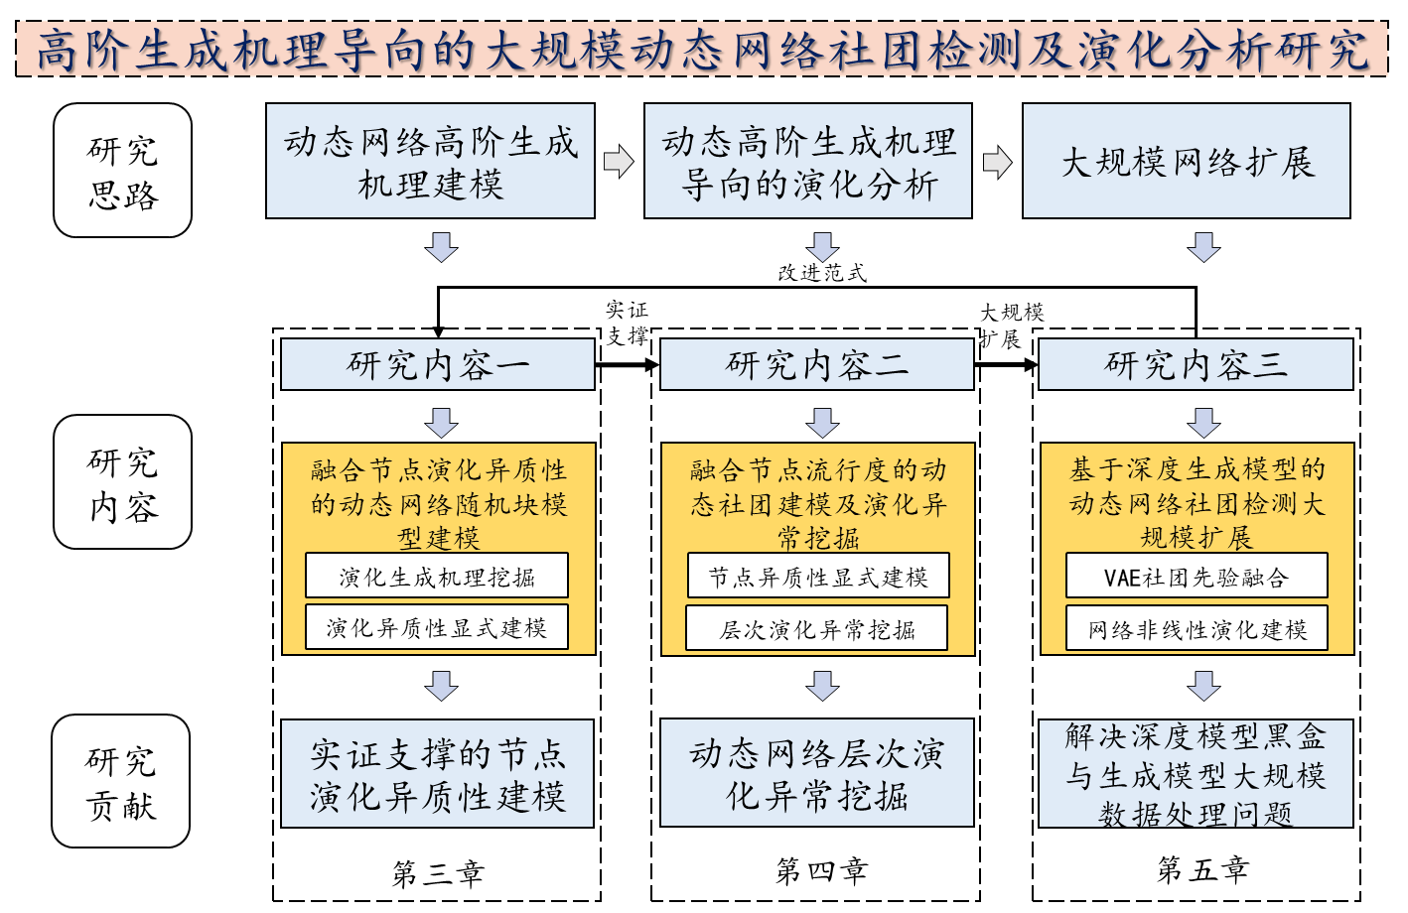 高阶生成机理导向的大规模动态网络社团检测及演化分析研究
研究
思路
动态网络高阶生成
机理建模
动态高阶生成机理
导向的演化分析
大规模网络扩展
改进范式
实证
支撑
大规模
扩展
研究内容一
研究内容二
研究内容三
研究
内容
融合节点演化异质性
的动态网络随机块模
型建模
演化生成机理挖掘
演化异质性显式建模
融合节点流行度的动
态社团建模及演化异
常挖掘
节点异质性显式建模
层次演化异常挖掘
基于深度生成模型的
动态网络社团检测大
规模扩展
VAE社团先验融合
网络非线性演化建模
研究
贡献
实证支撑的节点
演化异质性建模
动态网络层次演
化异常挖掘
解决深度模型黑盒
与生成模型大规模
数据处理问题
第三章
第四章
第五章